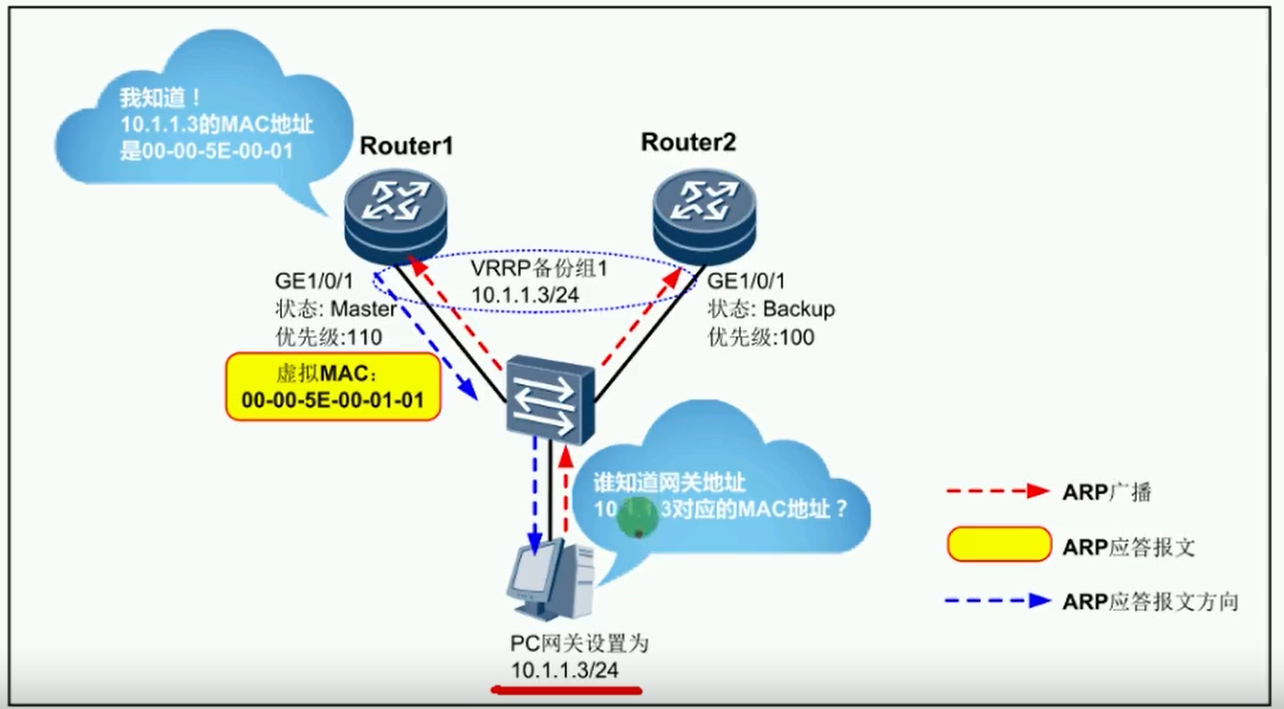 我知道！
10.1.1.3的MAC地址
是00-00-5E-00-01
Router1
Router2
VRRP备份组1
10.1.1.3/24
GE1/0/1
状态: Master
优先级:110
GE1/0/1
状态: Backup
优先级:100
虚拟MAC：
00-00-5E-00-01-01
谁知道网关地址
10.1.1.3对应的MAC地址？
ARP广播
ARP应答报文
ARP应答报文方向
PC网关设置为
10.1.1.3/24